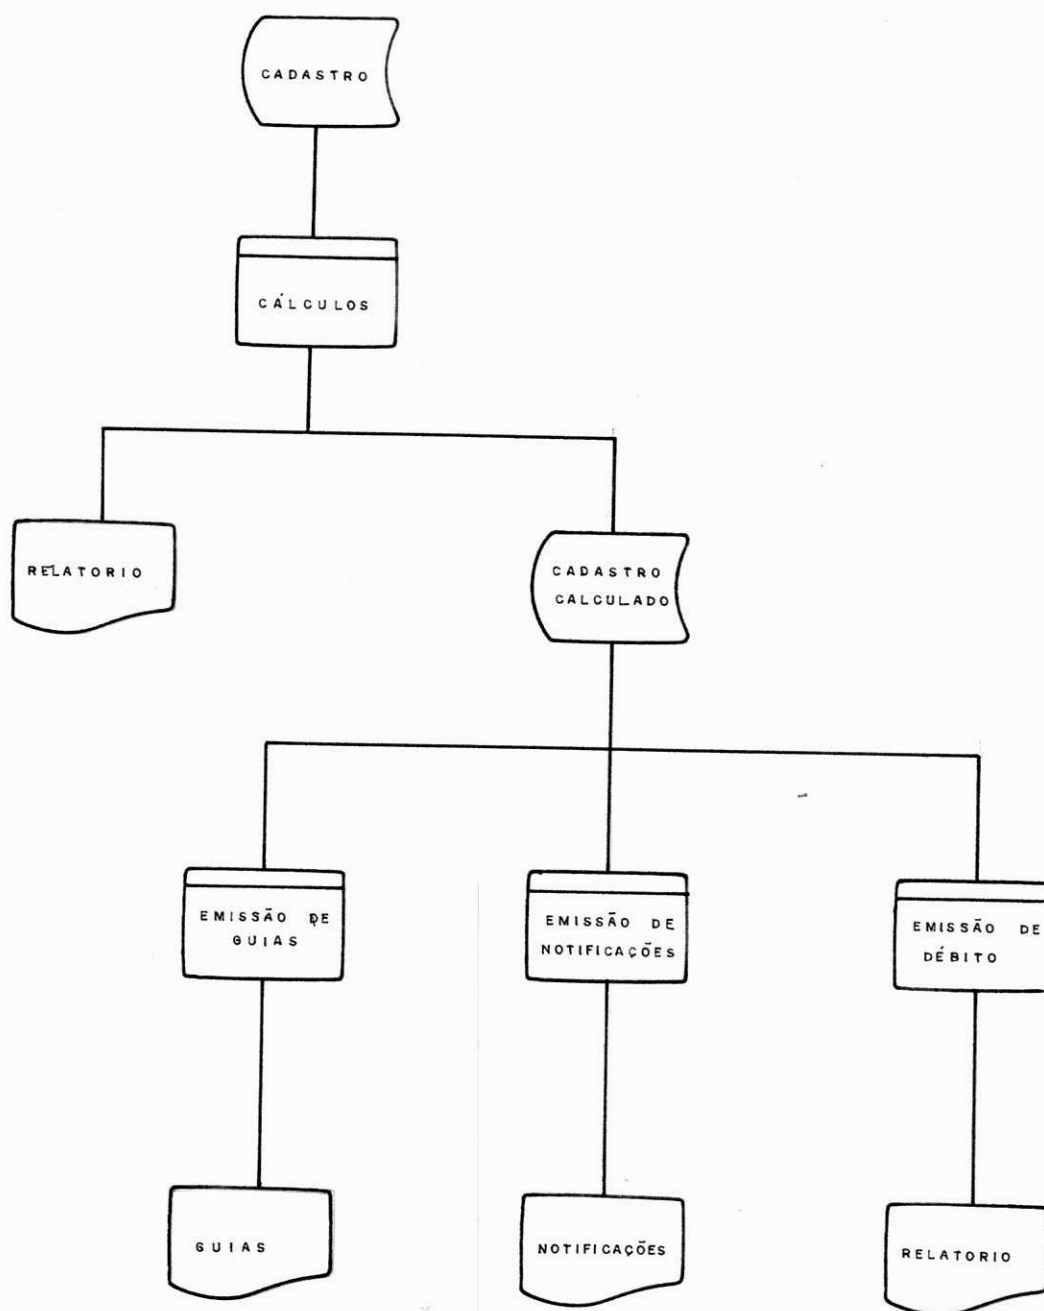 CADASTRO
CÁLCULOS
RELATORIO
CADASTRO
CALCULADO
EMISSÃO DE
GUIAS
EMISSÃO DE
NOTIFICAÇÕES
EMISSÃO DE
DÉBITO
GUIAS
NOTIFICAÇÕES
RELATORIO